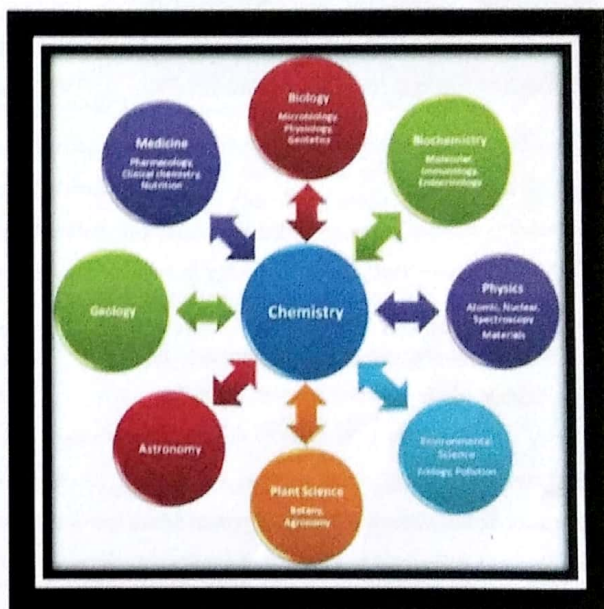 Biology
Microbiology,
Physiology,
Genetics
Biochemistry
Molecular,
Immunology,
Endocrinology
Physics
Atomic, Nuclear,
Spectroscopy
Materials
Environmental
Science
Ecology, Pollution
Plant Science
Botany,
Agronomy
Astronomy
Geology
Medicine
Pharmacology,
Clinical chemistry,
Nutrition
Chemistry